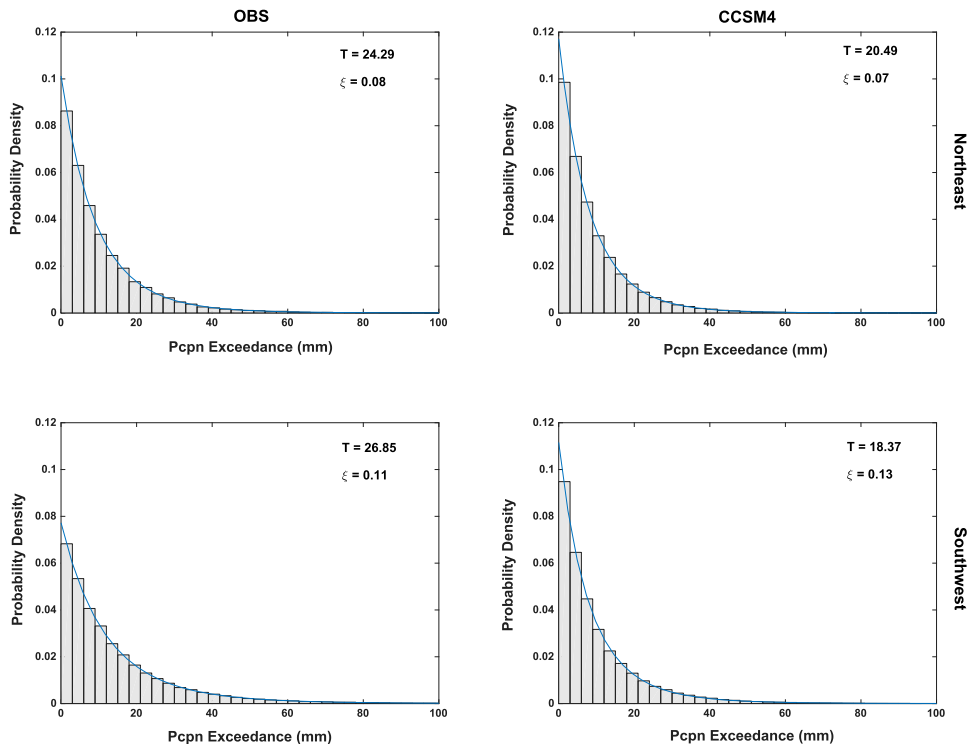 OBS
CCSM4
0.12
0.1
0.08
0.06
0.04
0.02
0
Probability Density
T = 24.29
ξ = 0.08
0 20 40 60 80 100
Pcpn Exceedance (mm)
0.12
0.1
0.08
0.06
0.04
0.02
0
Probability Density
T = 20.49
ξ = 0.07
0 20 40 60 80 100
Pcpn Exceedance (mm)
Northeast
0.12
0.1
0.08
0.06
0.04
0.02
0
Probability Density
T = 26.85
ξ = 0.11
0 20 40 60 80 100
Pcpn Exceedance (mm)
0.12
0.1
0.08
0.06
0.04
0.02
0
Probability Density
T = 18.37
ξ = 0.13
0 20 40 60 80 100
Pcpn Exceedance (mm)
Southwest